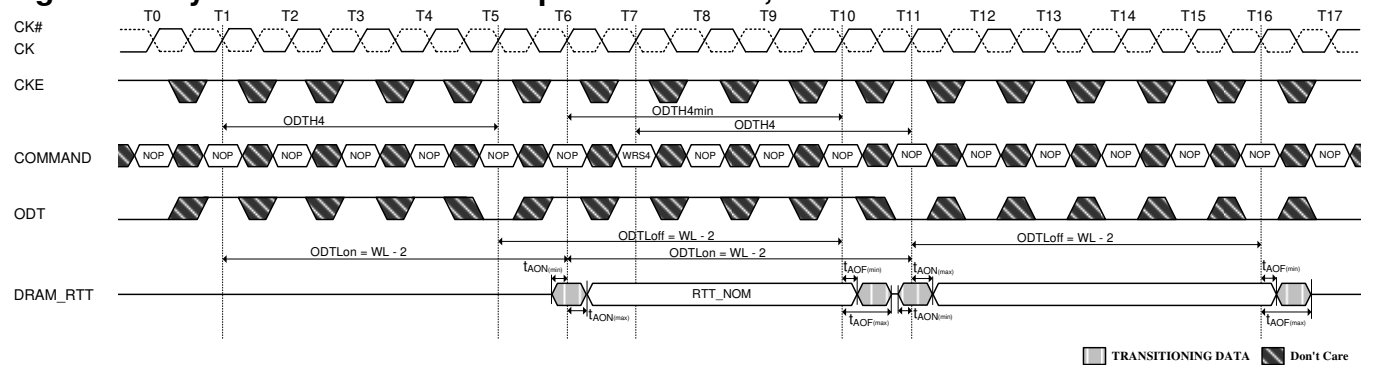 T0 T1 T2 T3 T4 T5 T6 T7 T8 T9 T10 T11 T12 T13 T14 T15 T16 T17
CK#
CK
CKE
ODTH4min
ODTH4 ODTH4
COMMAND NOP NOP NOP NOP NOP NOP NOP WRS4 NOP NOP NOP NOP NOP NOP NOP NOP NOP NOP
ODT
ODTLoff = WL - 2 ODTLoff = WL - 2
ODTLon = WL - 2 ODTLon = WL - 2
tAON(min) tAOF(min) tAON(max) tAOF(min)
DRAM_RTT RTT_NOM
tAON(max) tAOF(max) tAON(min) tAOF(max)
TRANSITIONING DATA Don't Care